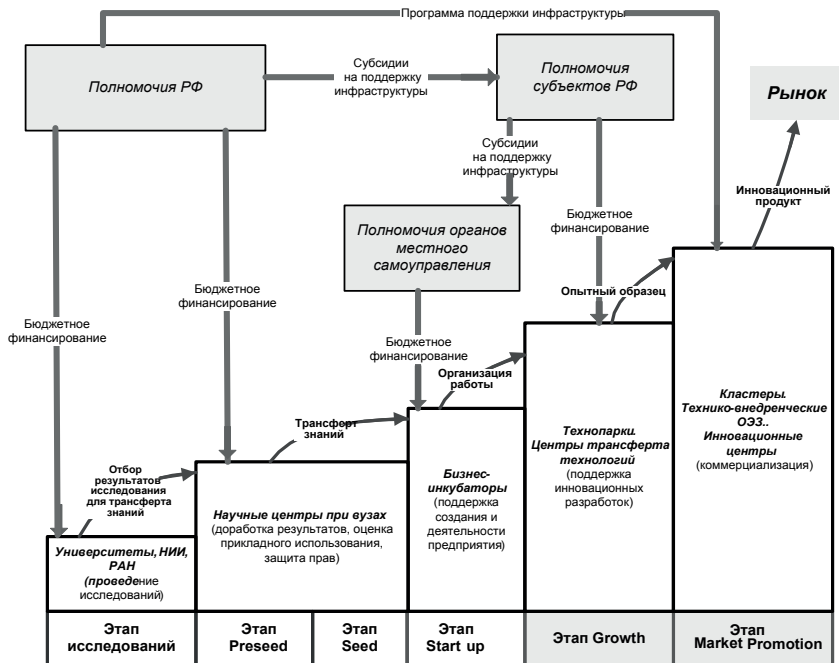 Программа поддержки инфраструктуры
Полномочия РФ
Субсидии
на поддержку
инфраструктуры
Полномочия
субъектов РФ
Рынок
Субсидии
на поддержку
инфраструктуры
Инновационный
продукт
Полномочия органов
местного
самоуправления
Бюджетное
финансирование
Бюджетное
финансирование
Опытный образец
Бюджетное
финансирование
Бюджетное
финансирование
Организация
работы
Кластеры.
Технико-внедренческие
ОЭЗ..
Инновационные
центры
(коммерциализация)
Трансферт
знаний
Технопарки.
Центры трансферта
технологий
(поддержка
инновационных
разработок)
Отбор
результатов
исследования
для трансферта
знаний
Бизнес-
инкубаторы
(поддержка
создания и
деятельности
предприятия)
Научные центры при вузах
(доработка результатов, оценка
прикладного использования,
защита прав)
Университеты, НИИ,
РАН
(проведение
исследований)
Этап
исследований
Этап
Preseed
Этап
Seed
Этап
Start up
Этап Growth
Этап
Market Promotion